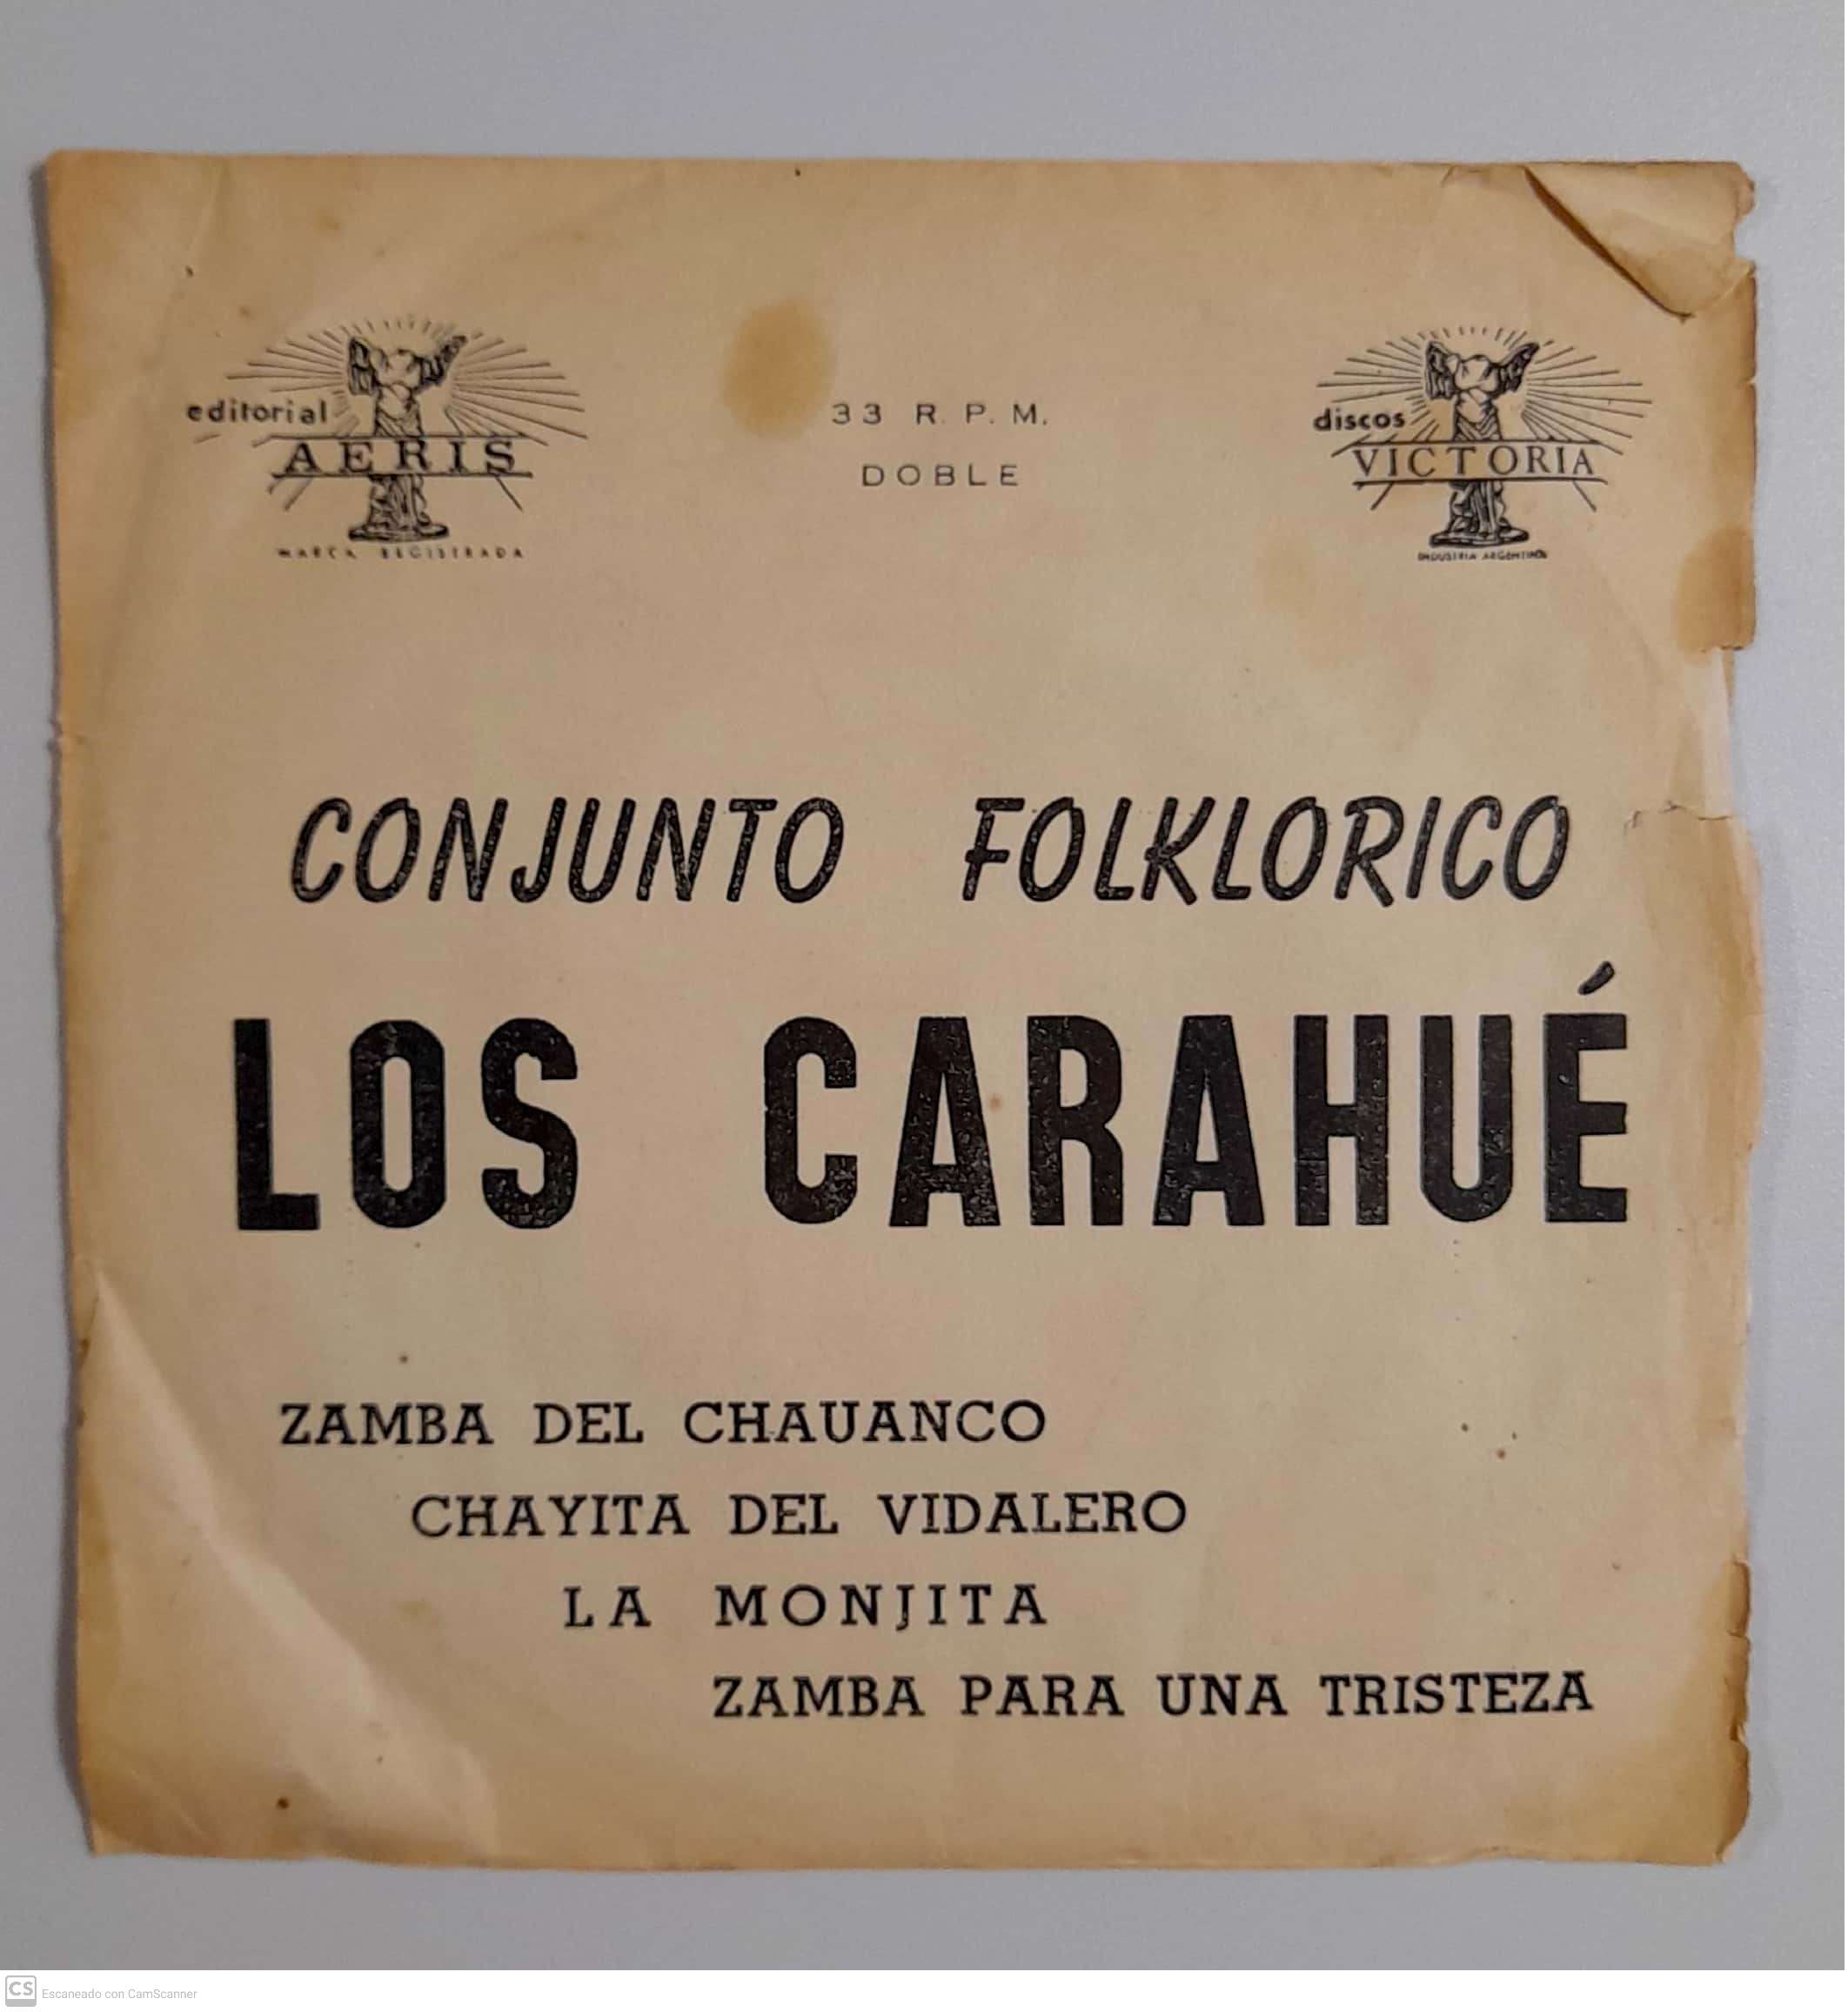 editorial
AERIS
MARCA REGISTRADA
33 R. P. M.
DOBLE
discos
VICTORIA
INDUSTRIA ARGENTINA
CONJUNTO FOLKLORICO
LOS CARAHUÉ
ZAMBA DEL CHAUANCO
CHAYITA DEL VIDALERO
LA MONJITA
ZAMBA PARA UNA TRISTEZA
CS Escaneado con CamScanner